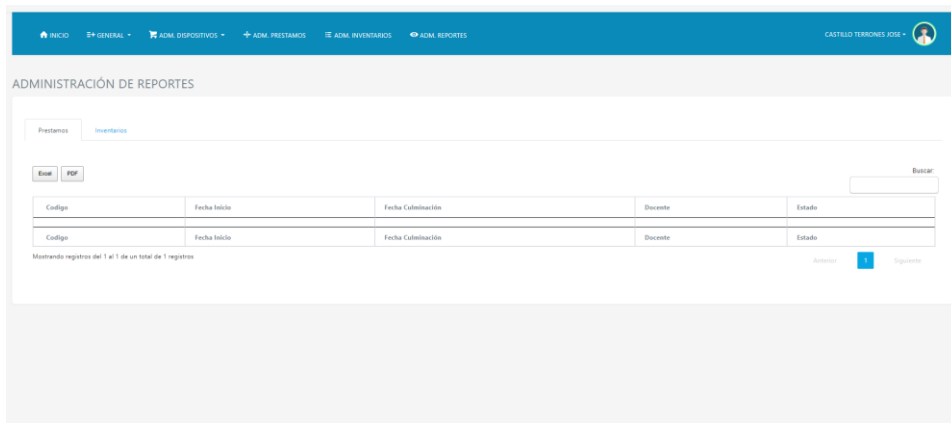 INICIO GENERAL ADM. DISPOSITIVOS ADM. PRESTAMOS ADM. INVENTARIOS ADM. REPORTES CASTILLO TERRONES JOSE
ADMINISTRACIÓN DE REPORTES
Prestamos Inventarios
Excel PDF Buscar:
Codigo Fecha Inicio Fecha Culminación Docente Estado
Codigo Fecha Inicio Fecha Culminación Docente Estado
Mostrando registros del 1 al 1 de un total de 1 registros Anterior 1 Siguiente